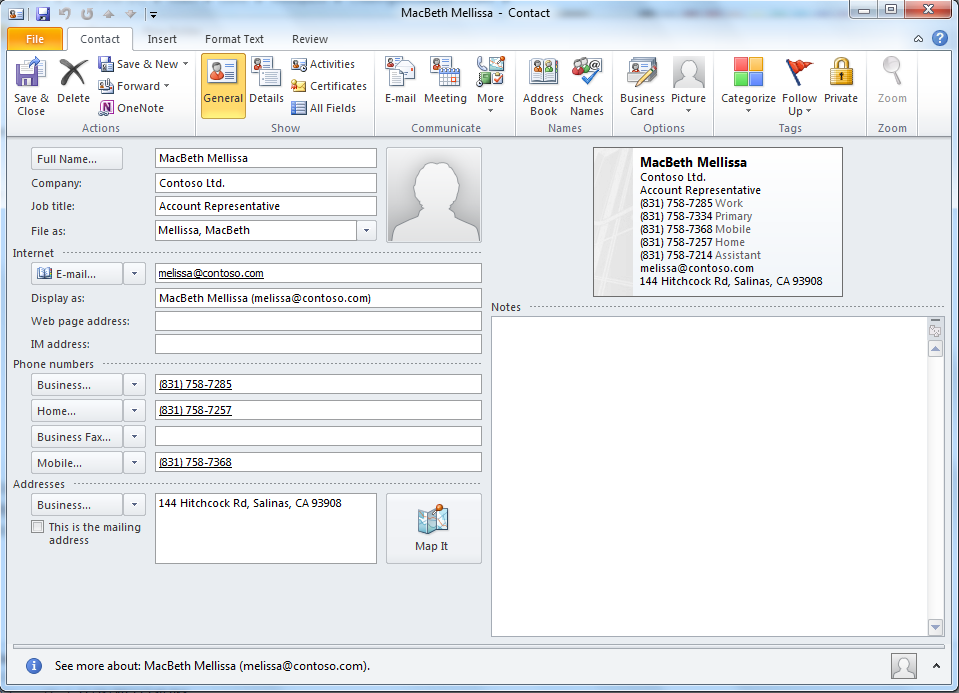 MacBeth Mellissa - Contact
File Contact Insert Format Text Review
Save & Close
Delete
Save & New
Forward
OneNote
Actions
General
Details
Activities
Certificates
All Fields
Show
E-mail
Meeting
More
Communicate
Address Book
Check Names
Names
Business Card
Picture
Options
Categorize
Follow Up
Private
Tags
Zoom
Zoom
Full Name... MacBeth Mellissa
Company: Contoso Ltd.
Job title: Account Representative
File as: Mellissa, MacBeth
Internet
E-mail... melissa@contoso.com
Display as: MacBeth Mellissa (melissa@contoso.com)
Web page address:
IM address:
Phone numbers
Business... (831) 758-7285
Home... (831) 758-7257
Business Fax...
Mobile... (831) 758-7368
Addresses
Business... 144 Hitchcock Rd, Salinas, CA 93908
This is the mailing
address
Map It
MacBeth Mellissa
Contoso Ltd.
Account Representative
(831) 758-7285 Work
(831) 758-7334 Primary
(831) 758-7368 Mobile
(831) 758-7257 Home
(831) 758-7214 Assistant
melissa@contoso.com
144 Hitchcock Rd, Salinas, CA 93908
Notes
See more about: MacBeth Mellissa (melissa@contoso.com).